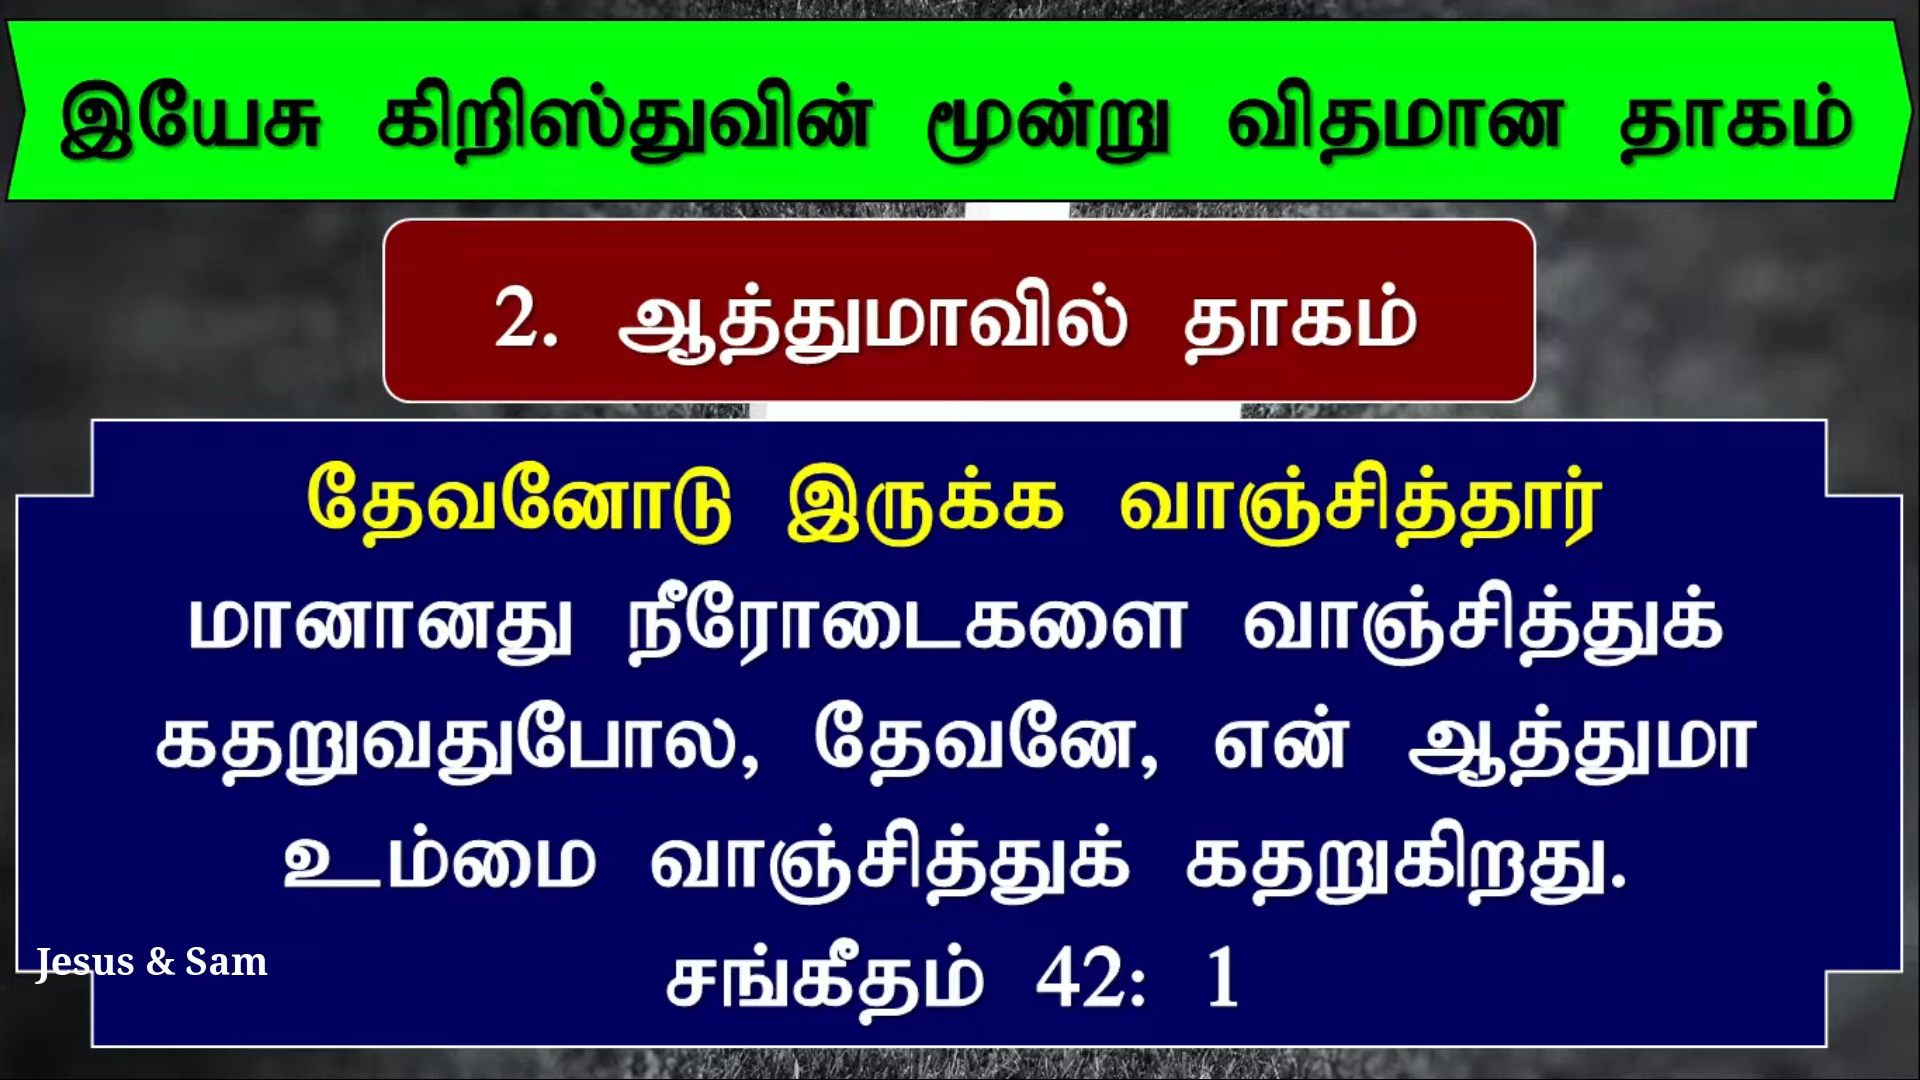 இயேசு கிறிஸ்துவின் மூன்று விதமான தாகம்
2. ஆத்துமாவில் தாகம்
தேவனோடு இருக்க வாஞ்சித்தார்
மானானது நீரோடைகளை வாஞ்சித்துக்
கதறுவதுபோல, தேவனே, என் ஆத்துமா
உம்மை வாஞ்சித்துக் கதறுகிறது.
சங்கீதம் 42: 1
Jesus & Sam